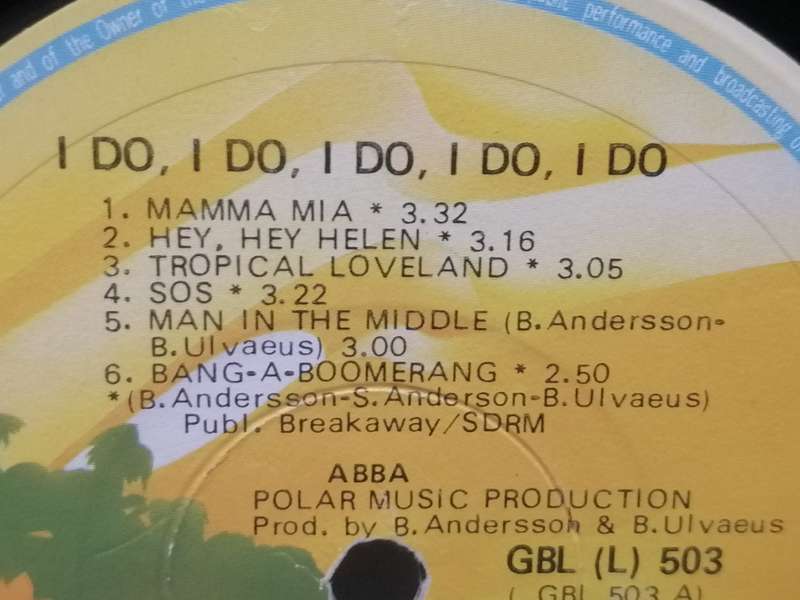 and of the Owner of the
public performance and broadcasting
I DO, I DO, I DO, I DO, I DO
1. MAMMA MIA * 3.32
2. HEY, HEY HELEN * 3.16
3. TROPICAL LOVELAND * 3.05
4. SOS * 3.22
5. MAN IN THE MIDDLE (B.Andersson-
B.Ulvaeus) 3.00
6. BANG-A-BOOMERANG * 2.50
*(B.Andersson-S.Anderson-B.Ulvaeus)
Publ. Breakaway/SDRM
ABBA
POLAR MUSIC PRODUCTION
Prod. by B.Andersson & B.Ulvaeus
GBL (L) 503
( GBL 503 A)